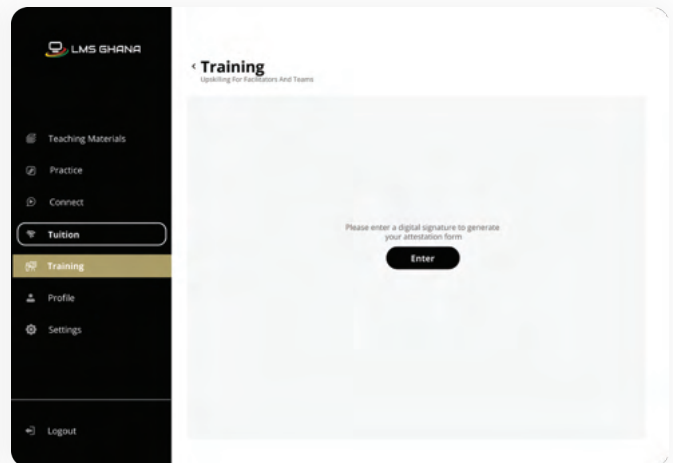 LMS GHANA
Teaching Materials
Practice
Connect
Tuition
Training
Profile
Settings
Logout
Training
Upskilling For Facilitators And Teams
Please enter a digital signature to generate
your attestation form
Enter